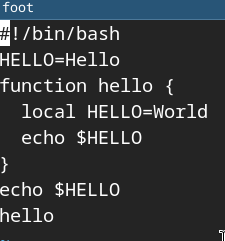 foot
#!/bin/bash
HELLO=Hello
function hello {
  local HELLO=World
  echo $HELLO
}
echo $HELLO
hello